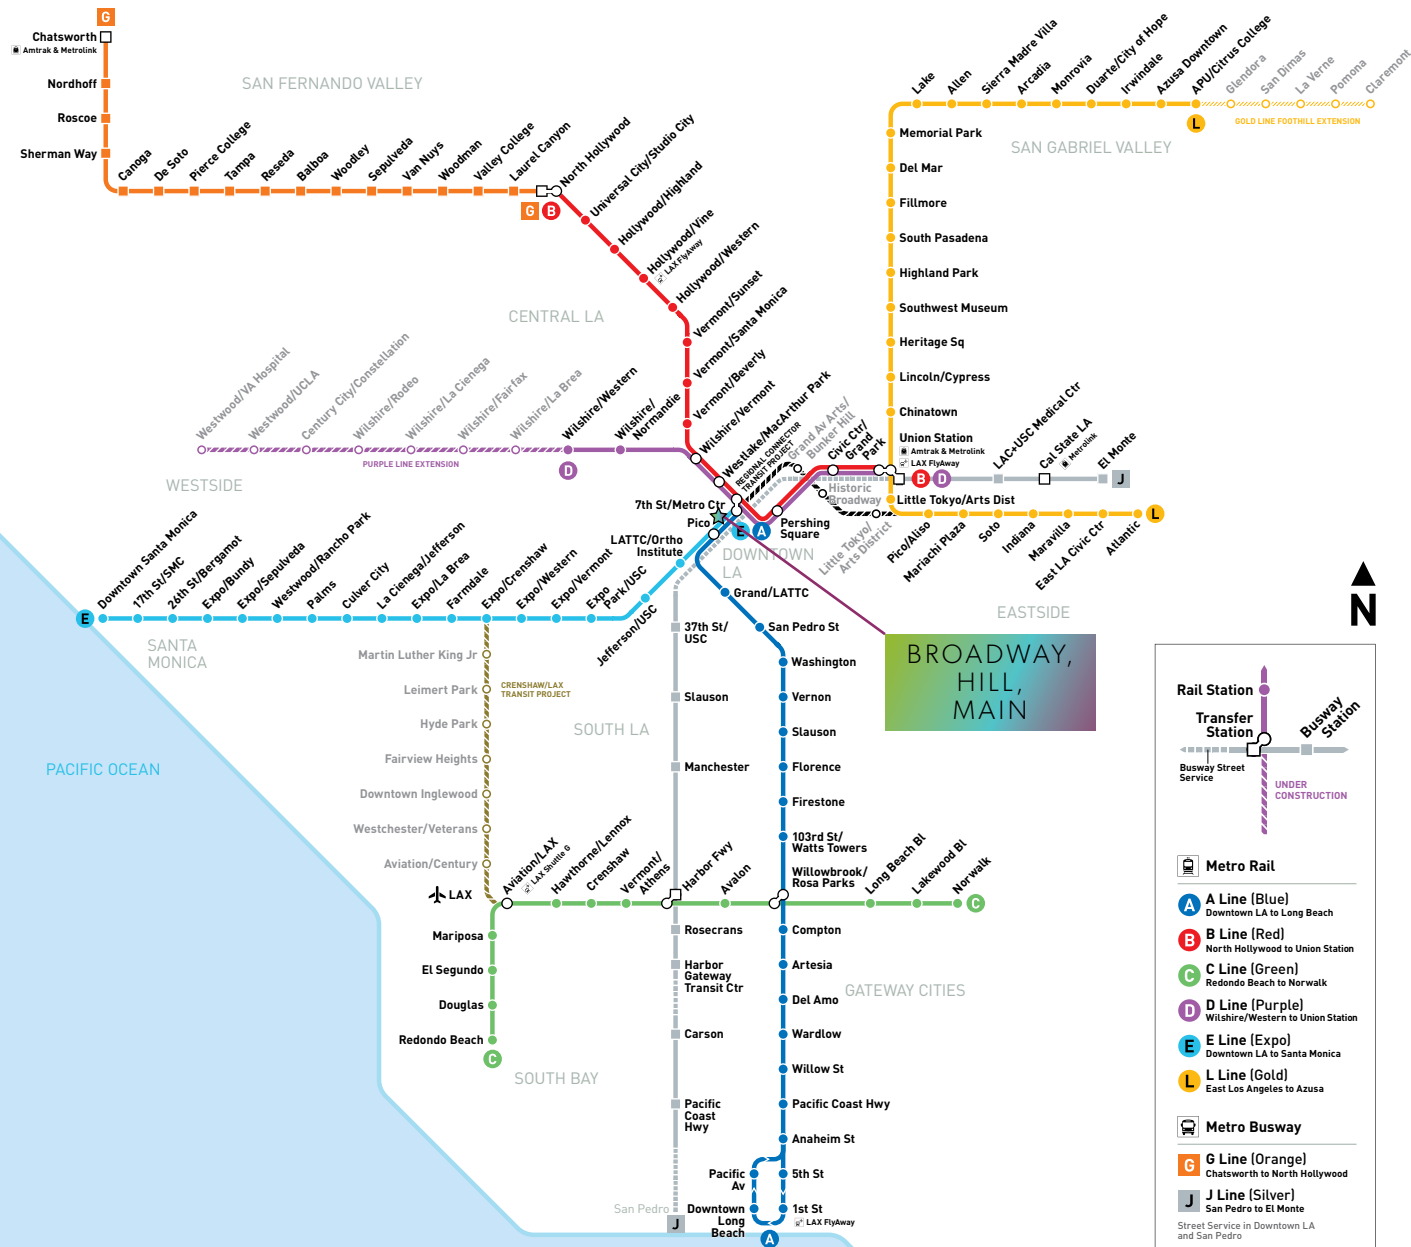 G
Chatsworth
Amtrak & Metrolink
Nordhoff
Roscoe
Sherman Way
SAN FERNANDO VALLEY
Canoga
De Soto
Pierce College
Tampa
Reseda
Balboa
Woodley
Sepulveda
Van Nuys
Woodman
Valley College
Laurel Canyon
North Hollywood
G
B
Universal City/Studio City
Hollywood/Highland
Hollywood/Vine
LAX FlyAway
Hollywood/Western
Vermont/Sunset
Vermont/Santa Monica
Vermont/Beverly
Wilshire/Vermont
Westlake/MacArthur Park
CENTRAL LA
Lake
Allen
Sierra Madre Villa
Arcadia
Monrovia
Duarte/City of Hope
Irwindale
Azusa Downtown
APU/Citrus College
Glendora
San Dimas
La Verne
Pomona
Claremont
L
GOLD LINE FOOTHILL EXTENSION
SAN GABRIEL VALLEY
Memorial Park
Del Mar
Fillmore
South Pasadena
Highland Park
Southwest Museum
Heritage Sq
Lincoln/Cypress
Chinatown
Union Station
Amtrak & Metrolink
LAX FlyAway
B
D
LAC+USC Medical Ctr
Cal State LA
Metrolink
El Monte
J
Westwood/VA Hospital
Westwood/UCLA
Century City/Constellation
Wilshire/Rodeo
Wilshire/La Cienega
Wilshire/Fairfax
Wilshire/La Brea
Wilshire/Western
Wilshire/
Normandie
PURPLE LINE EXTENSION
D
WESTSIDE
REGIONAL CONNECTOR
TRANSIT PROJECT
Grand Av Arts/
Bunker Hill
Civic Ctr/
Grand
Park
Historic
Broadway
Little Tokyo/
Arts District
Little Tokyo/Arts Dist
Pico/Aliso
Mariachi Plaza
Soto
Indiana
Maravilla
East LA Civic Ctr
Atlantic
L
7th St/Metro Ctr
Pico
E
A
Pershing
Square
DOWNTOWN
LA
LATTC/Ortho
Institute
Jefferson/USC
E
Downtown Santa Monica
17th St/SMC
26th St/Bergamot
Expo/Bundy
Expo/Sepulveda
Westwood/Rancho Park
Palms
Culver City
La Cienega/Jefferson
Expo/La Brea
Farmdale
Expo/Crenshaw
Expo/Western
Expo/Vermont
Expo
Park/USC
SANTA
MONICA
EASTSIDE
N
BROADWAY,
HILL,
MAIN
Martin Luther King Jr
Leimert Park
Hyde Park
Fairview Heights
Downtown Inglewood
Westchester/Veterans
Aviation/Century
CRENSHAW/LAX
TRANSIT PROJECT
PACIFIC OCEAN
SOUTH LA
37th St/
USC
Slauson
Manchester
Grand/LATTC
San Pedro St
Washington
Vernon
Slauson
Florence
Firestone
103rd St/
Watts Towers
Willowbrook/
Rosa Parks
LAX
Aviation/LAX
LAX Shuttle G
Hawthorne/Lennox
Crenshaw
Vermont/
Athens
Harbor Fwy
Avalon
Long Beach Bl
Lakewood Bl
Norwalk
C
Mariposa
El Segundo
Douglas
Redondo Beach
C
SOUTH BAY
Rosecrans
Harbor
Gateway
Transit Ctr
Carson
Pacific
Coast
Hwy
San Pedro
J
Compton
Artesia
Del Amo
Wardlow
Willow St
Pacific Coast Hwy
Anaheim St
GATEWAY CITIES
Pacific
Av
5th St
Downtown
Long
Beach
1st St
LAX FlyAway
A
Rail Station
Transfer
Station
Busway
Station
Busway Street
Service
UNDER
CONSTRUCTION
Metro Rail
A
A Line (Blue)
Downtown LA to Long Beach
B
B Line (Red)
North Hollywood to Union Station
C
C Line (Green)
Redondo Beach to Norwalk
D
D Line (Purple)
Wilshire/Western to Union Station
E
E Line (Expo)
Downtown LA to Santa Monica
L
L Line (Gold)
East Los Angeles to Azusa
Metro Busway
G
G Line (Orange)
Chatsworth to North Hollywood
J
J Line (Silver)
San Pedro to El Monte
Street Service in Downtown LA
and San Pedro